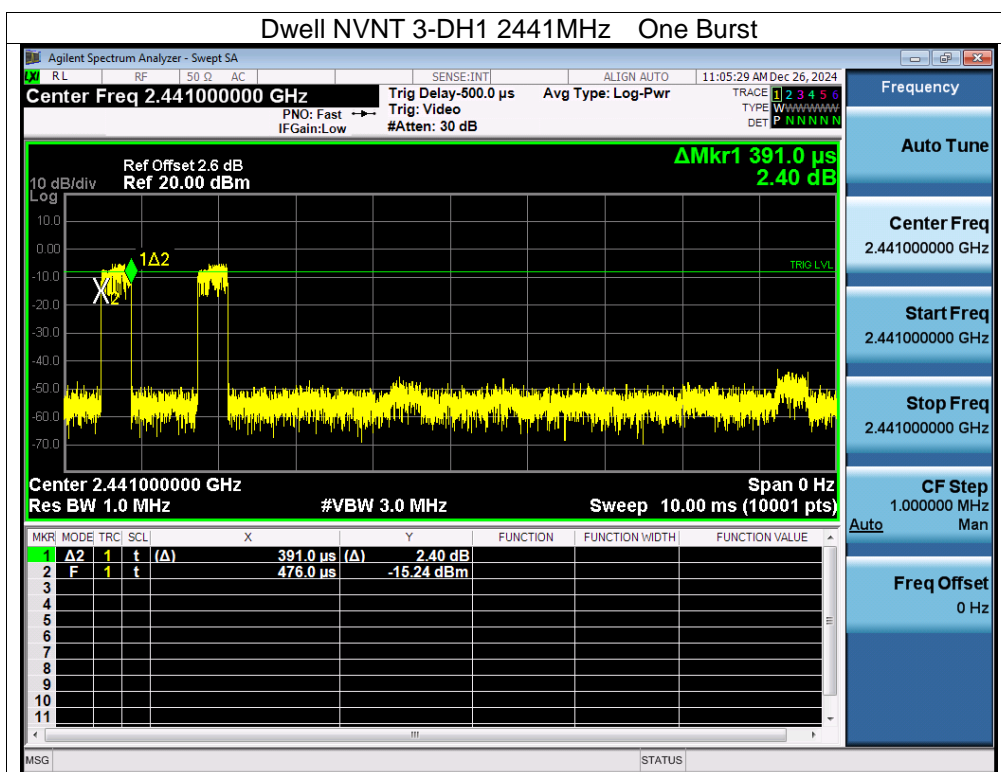 Dwell NVNT 3-DH1 2441MHz One Burst
Agilent Spectrum Analyzer - Swept SA
LXI RL RF 50 Ω AC SENSE:INT ALIGN AUTO 11:05:29 AM Dec 26, 2024
Center Freq 2.441000000 GHz Trig Delay-500.0 µs Avg Type: Log-Pwr TRACE 1 2 3 4 5 6
PNO: Fast Trig: Video TYPE WWWWWW
IFGain:Low #Atten: 30 dB DET P N N N N N
Frequency
ΔMkr1 391.0 µs
2.40 dB
Ref Offset 2.6 dB
10 dB/div Ref 20.00 dBm
Log
10.0
0.00
-10.0
-20.0
-30.0
-40.0
-50.0
-60.0
-70.0
1Δ2
X2
TRIG LVL
Center 2.441000000 GHz Span 0 Hz
Res BW 1.0 MHz #VBW 3.0 MHz Sweep 10.00 ms (10001 pts)
MKR MODE TRC SCL X Y FUNCTION FUNCTION WIDTH FUNCTION VALUE
1 Δ2 1 t (Δ) 391.0 µs (Δ) 2.40 dB
2 F 1 t 476.0 µs -15.24 dBm
3
4
5
6
7
8
9
10
11
MSG STATUS
Auto Tune
Center Freq
2.441000000 GHz
Start Freq
2.441000000 GHz
Stop Freq
2.441000000 GHz
CF Step
1.000000 MHz
Auto Man
Freq Offset
0 Hz